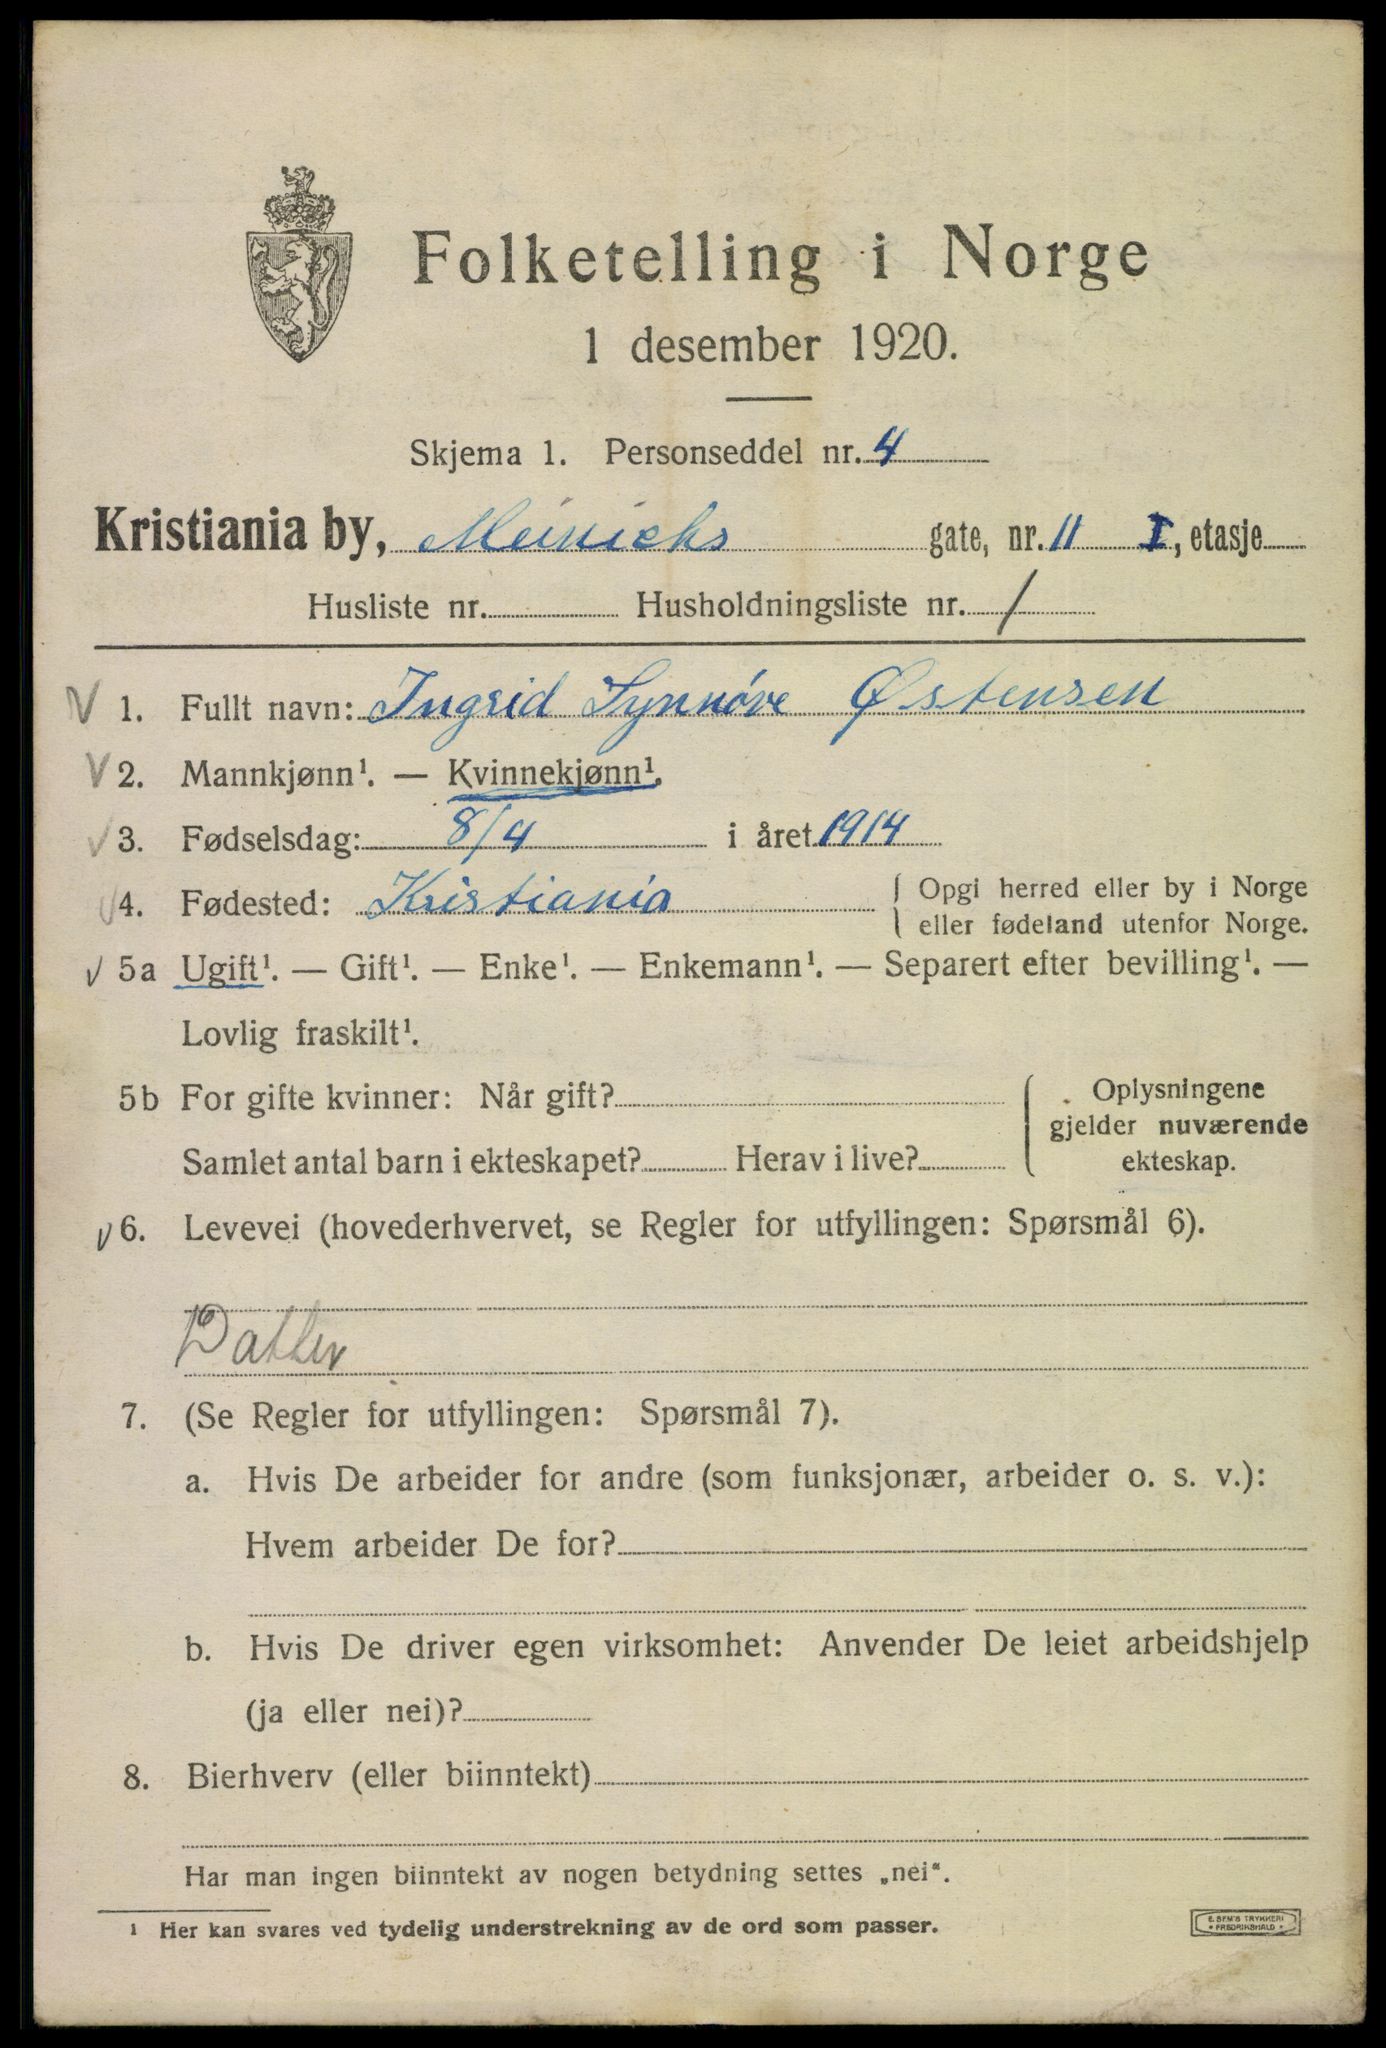 Folketelling i Norge
1 desember 1920.
Skjema 1. Personseddel nr. 4
Kristiania by, Meinichs gate, nr. 11 I, etasje
Husliste nr. Husholdningsliste nr. 1
V 1. Fullt navn: Ingrid Synnøve Østensen
V 2. Mannkjønn¹. — Kvinnekjønn¹.
V 3. Fødselsdag: 8/4 i året 1914
V 4. Fødested: Kristiania { Opgi herred eller by i Norge
eller fødeland utenfor Norge.
V 5a Ugift¹. — Gift¹. — Enke¹. — Enkemann¹. — Separert efter bevilling¹. —
Lovlig fraskilt¹.
5b For gifte kvinner: Når gift? { Oplysningene
gjelder nuværende
Samlet antal barn i ekteskapet? Herav i live? ekteskap.
V 6. Levevei (hovederhvervet, se Regler for utfyllingen: Spørsmål 6).
Datter
7. (Se Regler for utfyllingen: Spørsmål 7).
a. Hvis De arbeider for andre (som funksjonær, arbeider o. s. v.):
Hvem arbeider De for?
b. Hvis De driver egen virksomhet: Anvender De leiet arbeidshjelp
(ja eller nei)?
8. Bierhverv (eller biinntekt)
Har man ingen biinntekt av nogen betydning settes „nei“.
1 Her kan svares ved tydelig understrekning av de ord som passer.
E. SEM'S TRYKKERI
* FREDRIKSHALD *